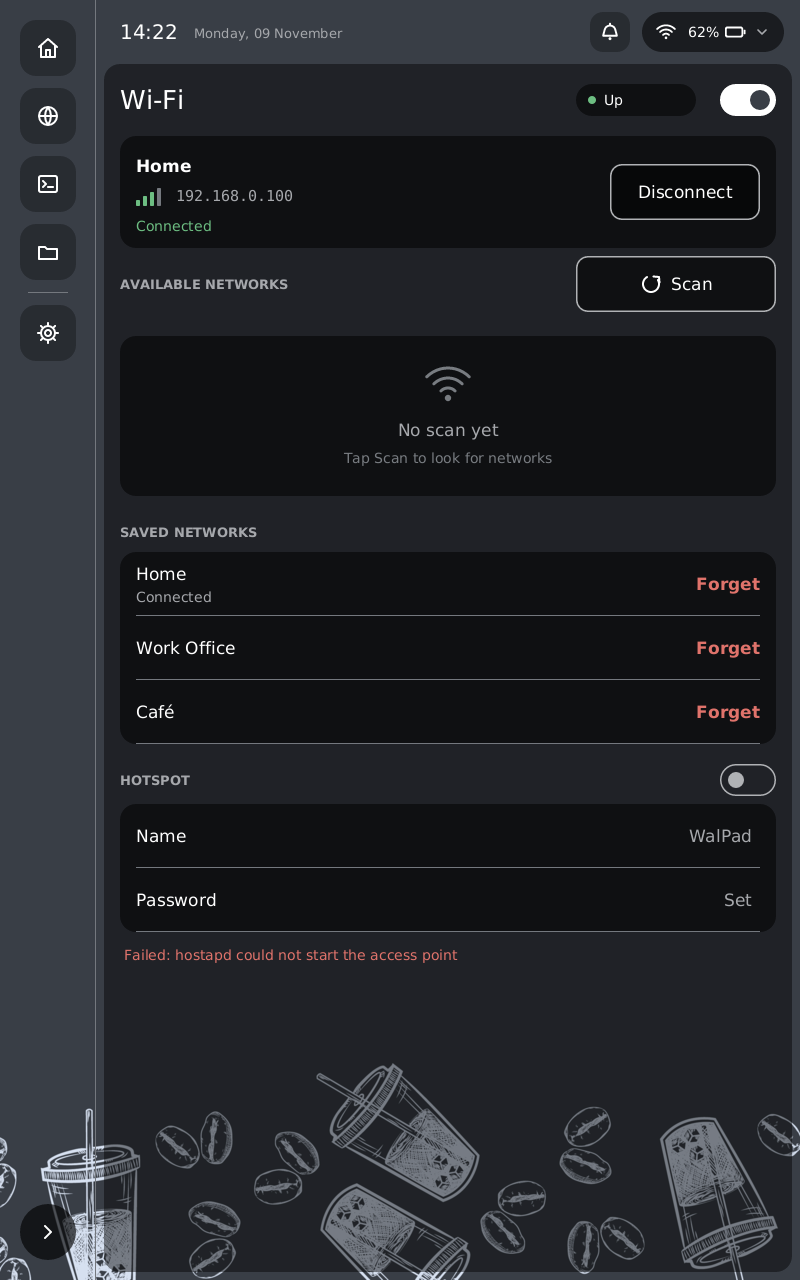 14:22 Monday, 09 November
62%
Wi-Fi
Up
Home
192.168.0.100
Connected
Disconnect
AVAILABLE NETWORKS
Scan
No scan yet
Tap Scan to look for networks
SAVED NETWORKS
Home
Connected
Forget
Work Office
Forget
Café
Forget
HOTSPOT
Name
WalPad
Password
Set
Failed: hostapd could not start the access point